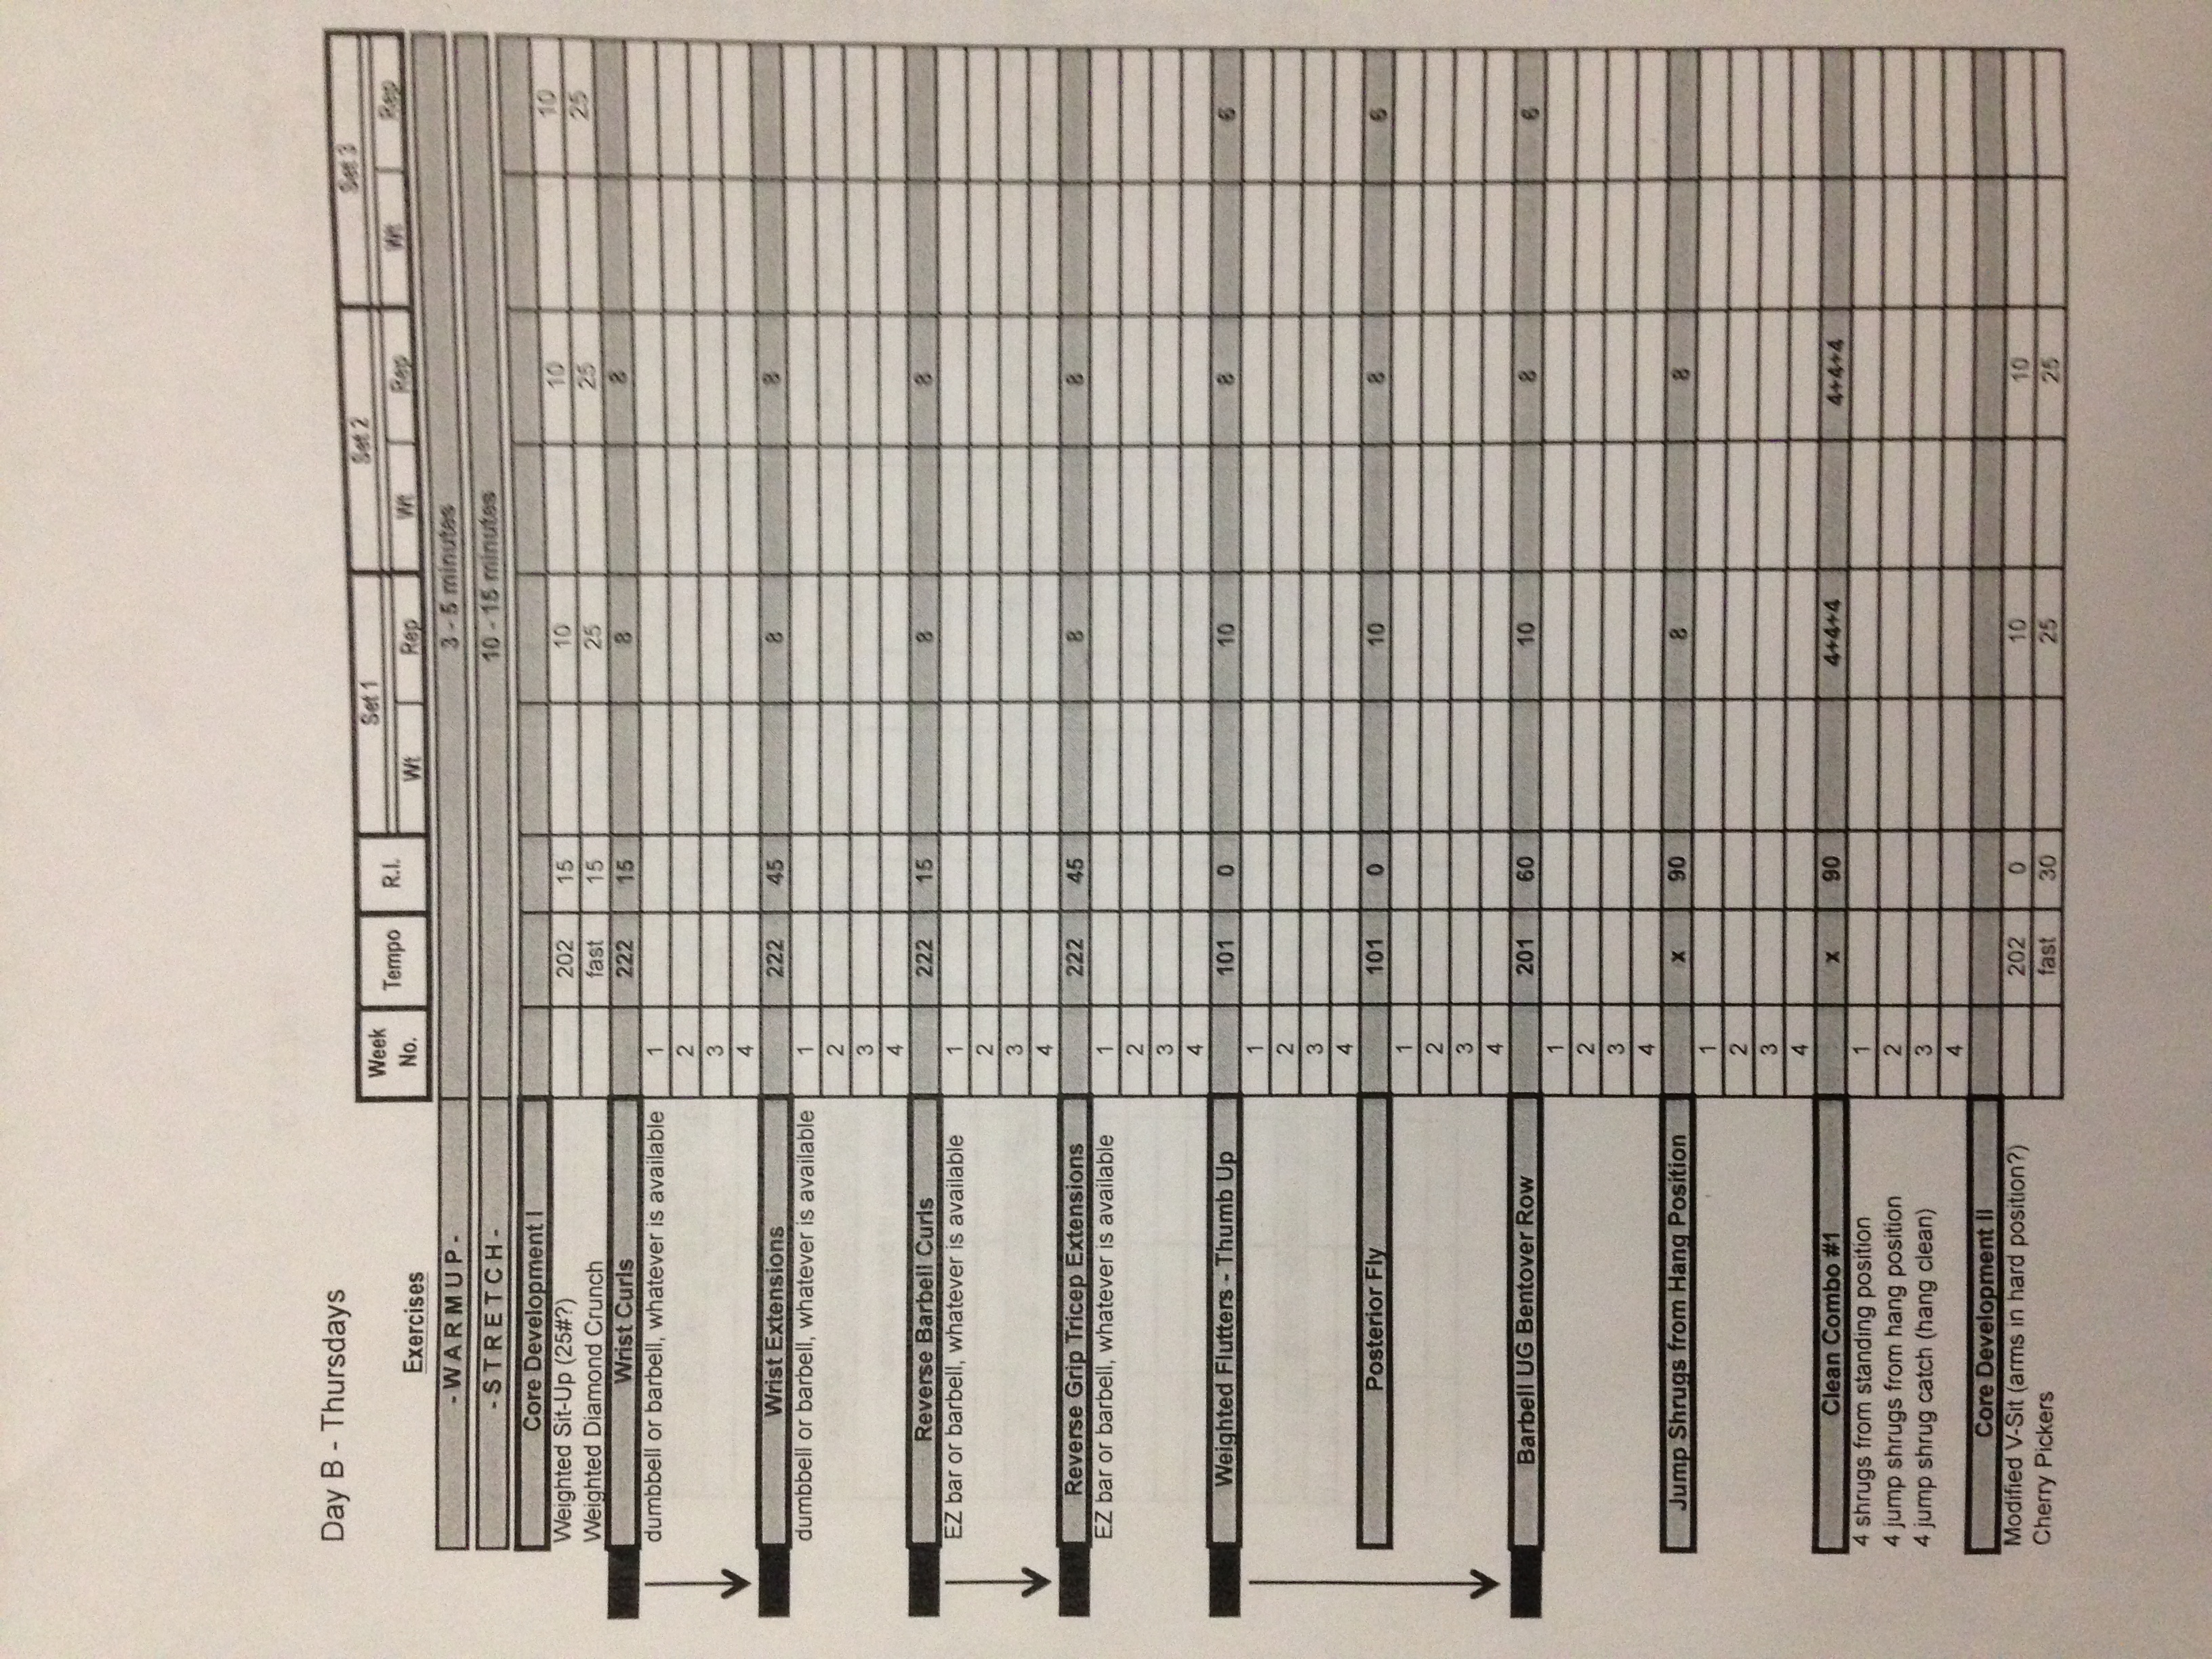 Day B - Thursdays
Exercises Week No. Tempo R.I. Set 1 Set 2 Set 3
Wt Rep Wt Rep Wt Rep
-WARMUP- 3 - 5 minutes
-STRETCH- 10 - 15 minutes
Core Development I
Weighted Sit-Up (25#?) 202 15 10 10 10
Weighted Diamond Crunch fast 15 25 25 25
Wrist Curls 222 15 8 8
dumbbell or barbell, whatever is available 1
2
3
4
Wrist Extensions 222 45 8 8
dumbbell or barbell, whatever is available 1
2
3
4
Reverse Barbell Curls 222 15 8 8
EZ bar or barbell, whatever is available 1
2
3
4
Reverse Grip Tricep Extensions 222 45 8 8
EZ bar or barbell, whatever is available 1
2
3
4
Weighted Flutters - Thumb Up 101 0 10 8 6
1
2
3
4
Posterior Fly 101 0 10 8 6
1
2
3
4
Barbell UG Bentover Row 201 60 10 8 6
1
2
3
4
Jump Shrugs from Hang Position x 90 8 8
1
2
3
4
Clean Combo #1 x 90 4+4+4 4+4+4
4 shrugs from standing position 1
4 jump shrugs from hang position 2
4 jump shrug catch (hang clean) 3
4
Core Development II
Modified V-Sit (arms in hard position?) 202 0 10 10
Cherry Pickers fast 30 25 25